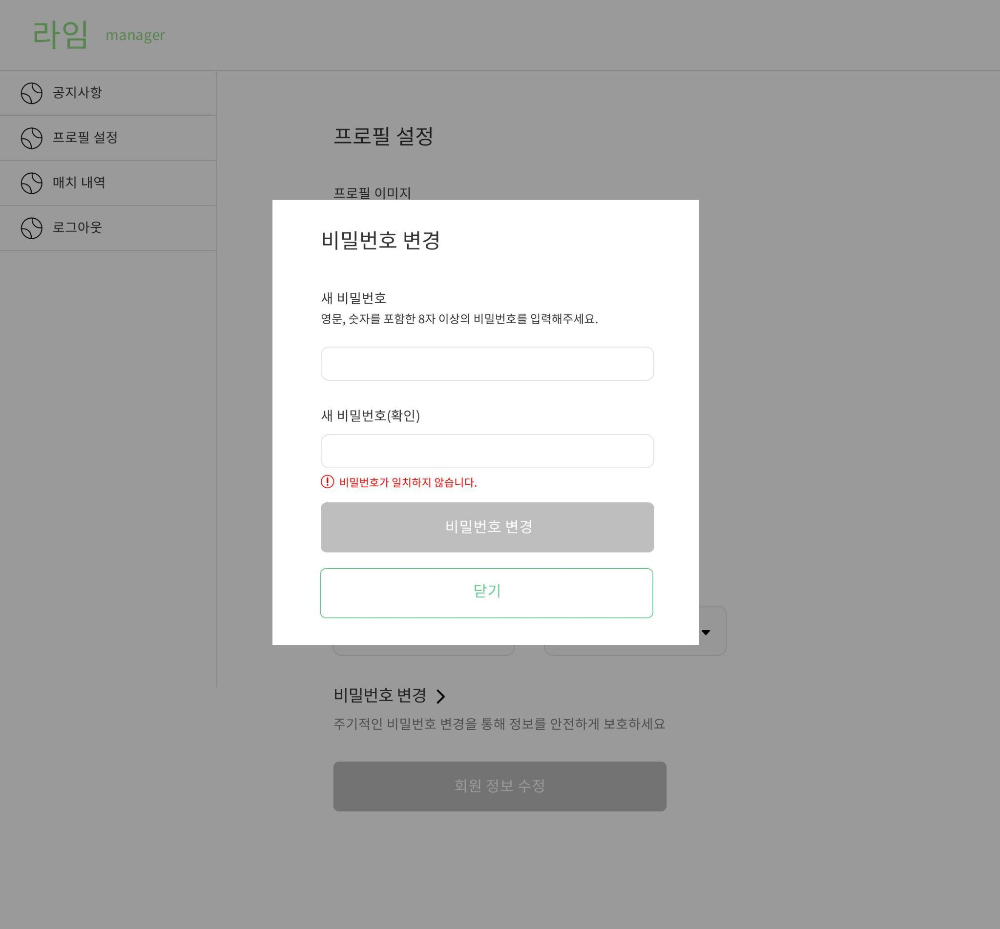 라임 manager
공지사항
프로필 설정
매치 내역
로그아웃
프로필 설정
프로필 이미지
비밀번호 변경
새 비밀번호
영문, 숫자를 포함한 8자 이상의 비밀번호를 입력해주세요.
새 비밀번호(확인)
비밀번호가 일치하지 않습니다.
비밀번호 변경
닫기
비밀번호 변경
주기적인 비밀번호 변경을 통해 정보를 안전하게 보호하세요
회원 정보 수정